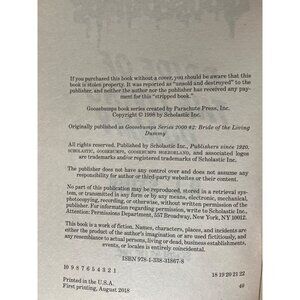 If you purchased this book without a cover, you should be aware that this
book is stolen property. It was reported as "unsold and destroyed" to the
publisher, and neither the author nor the publisher has received any pay-
ment for this "stripped book."
Goosebumps book series created by Parachute Press, Inc.
Copyright © 1998 by Scholastic Inc.
Originally published as Goosebumps Series 2000 #2: Bride of the Living
Dummy
All rights reserved. Published by Scholastic Inc., Publishers since 1920.
SCHOLASTIC, GOOSEBUMPS, GOOSEBUMPS HORRORLAND, and associated logos
are trademarks and/or registered trademarks of Scholastic Inc.
The publisher does not have any control over and does not assume any
responsibility for author or third-party websites or their content.
No part of this publication may be reproduced, stored in a retrieval sys-
tem, or transmitted in any form or by any means, electronic, mechanical,
photocopying, recording, or otherwise, without written permission of the
publisher. For information regarding permission, write to Scholastic Inc.,
Attention: Permissions Department, 557 Broadway, New York, NY 10012.
This book is a work of fiction. Names, characters, places, and incidents are
either the product of the author's imagination or are used fictitiously, and
any resemblance to actual persons, living or dead, business establishments,
events, or locales is entirely coincidental.
ISBN 978-1-338-31867-8
10 9 8 7 6 5 4 3 2 1 18 19 20 21 22
Printed in the U.S.A. 40
First printing, August 2018